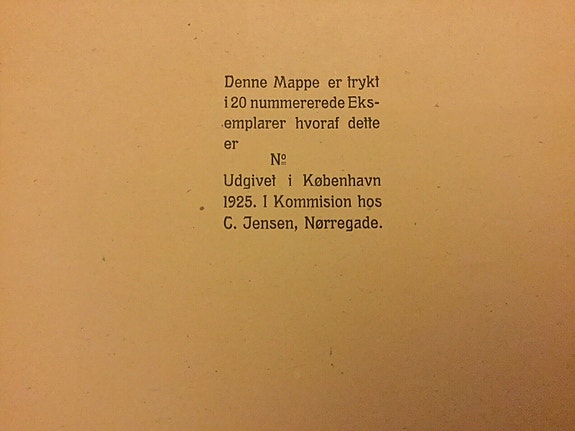 Denne Mappe er trykt
i 20 nummererede Eks-
emplarer hvoraf dette
er
Nº
Udgivet i København
1925. I Kommision hos
C. Jensen, Nørregade.